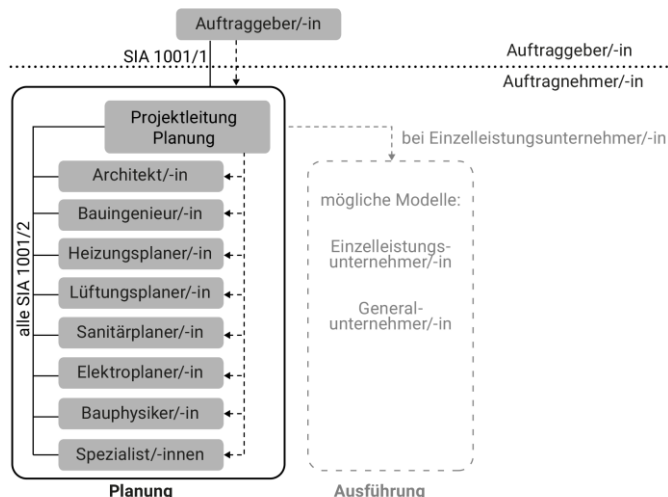 Auftraggeber/-in
SIA 1001/1
Auftraggeber/-in
Auftragnehmer/-in
Projektleitung
Planung
bei Einzelleistungsunternehmer/-in
alle SIA 1001/2
Architekt/-in
Bauingenieur/-in
Heizungsplaner/-in
Lüftungsplaner/-in
Sanitärplaner/-in
Elektroplaner/-in
Bauphysiker/-in
Spezialist/-innen
mögliche Modelle:
Einzelleistungs-
unternehmer/-in
General-
unternehmer/-in
Planung
Ausführung